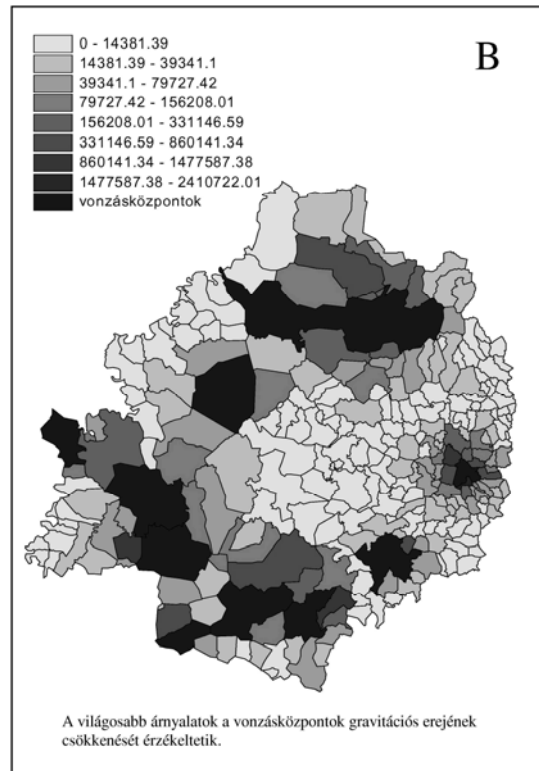 0 - 14381.39
14381.39 - 39341.1
39341.1 - 79727.42
79727.42 - 156208.01
156208.01 - 331146.59
331146.59 - 860141.34
860141.34 - 1477587.38
1477587.38 - 2410722.01
vonzásközpontok
B
A világosabb árnyalatok a vonzásközpontok gravitációs erejének
csökkenését érzékeltetik.